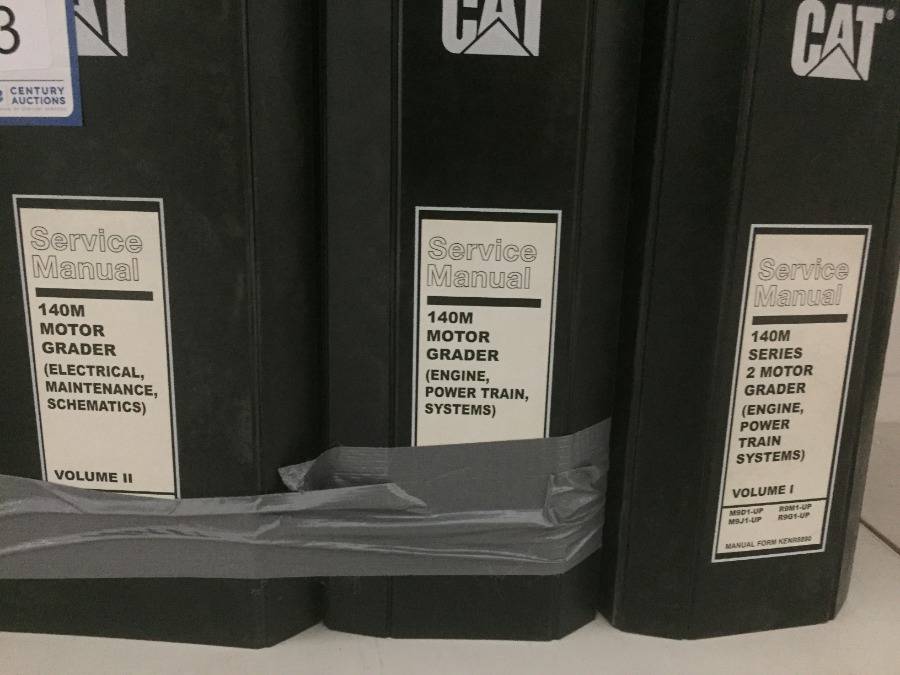 3
CENTURY
AUCTIONS
CAT
CAT®
Service
Manual
140M
MOTOR
GRADER
(ELECTRICAL,
MAINTENANCE,
SCHEMATICS)
VOLUME II
Service
Manual
140M
MOTOR
GRADER
(ENGINE,
POWER TRAIN,
SYSTEMS)
Service
Manual
140M
SERIES
2 MOTOR
GRADER
(ENGINE,
POWER
TRAIN
SYSTEMS)
VOLUME I
M9D1-UP R9M1-UP
M9J1-UP R9G1-UP
MANUAL FORM